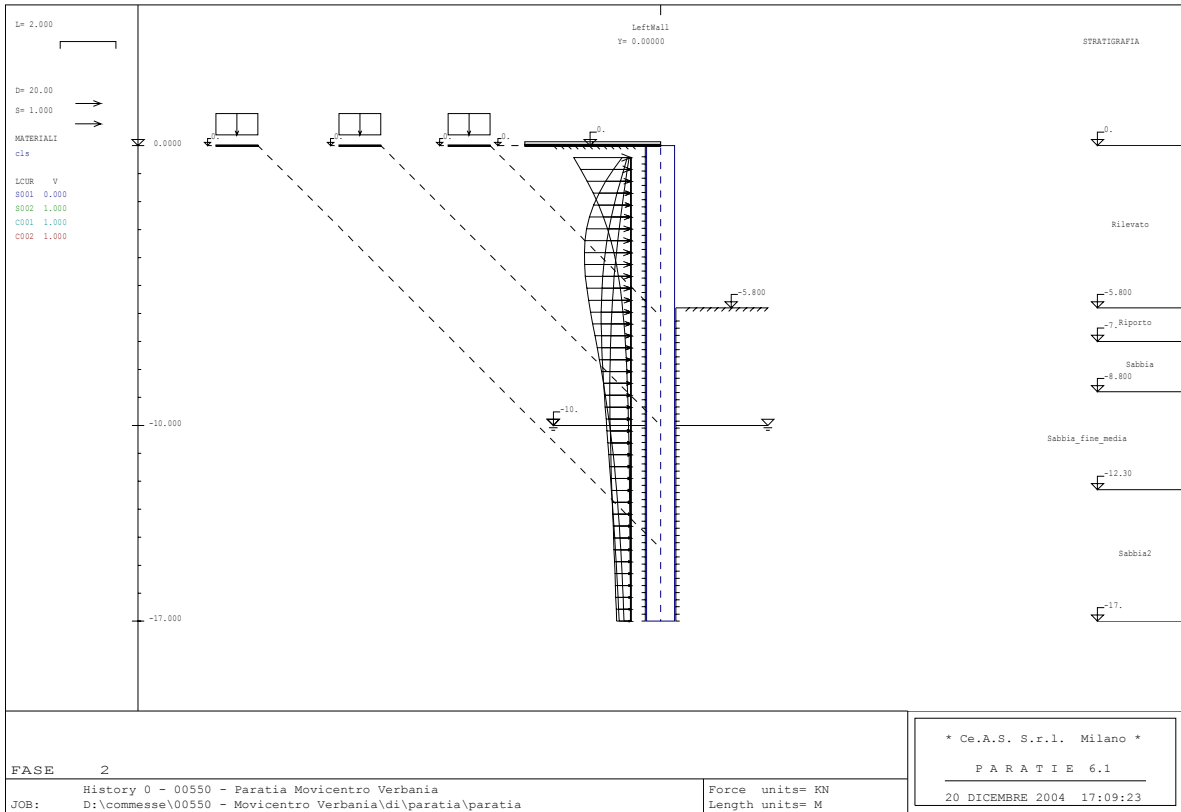 L= 2.000
D= 20.00
S= 1.000
MATERIALI
cls
LCUR V
S001 0.000
S002 1.000
C001 1.000
C002 1.000
LeftWall
Y= 0.00000
STRATIGRAFIA
0.0000
-10.000
-17.000
0.
0.
0.
0.
0.
-5.800
-10.
0.
Rilevato
-5.800
Riporto
-7.
Sabbia
-8.800
Sabbia_fine_media
-12.30
Sabbia2
-17.
FASE 2
History 0 - 00550 - Paratia Movicentro Verbania
JOB: D:\commesse\00550 - Movicentro Verbania\di\paratia\paratia
Force units= KN
Length units= M
* Ce.A.S. S.r.l. Milano *
P A R A T I E 6.1
20 DICEMBRE 2004 17:09:23